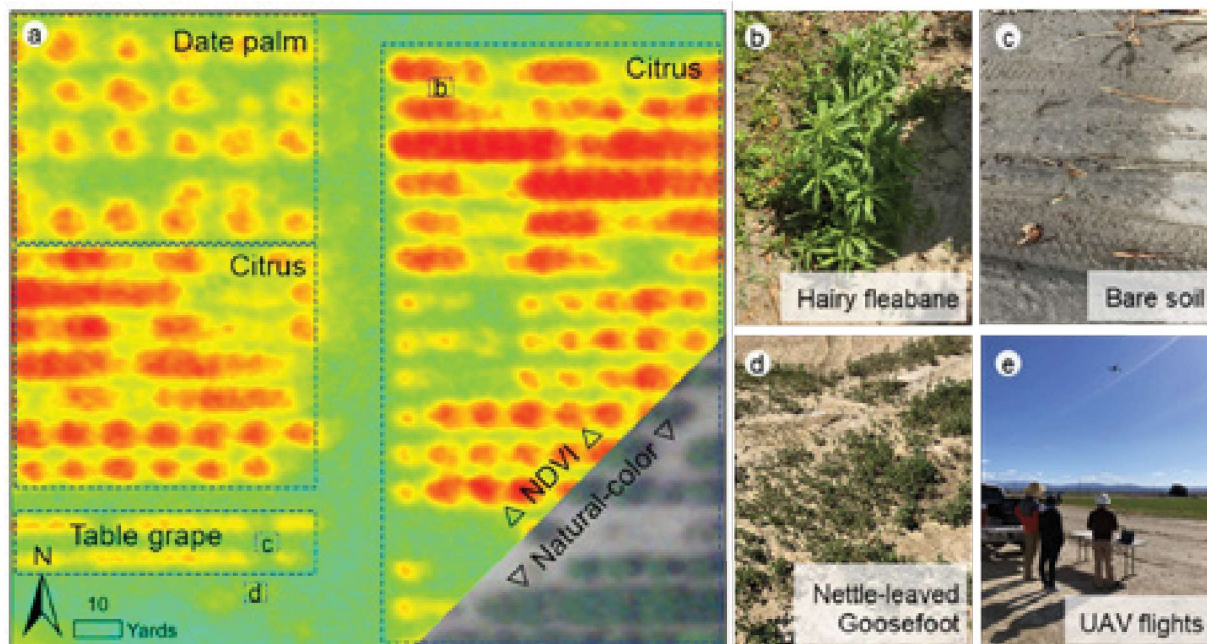 a
Date palm
Citrus
b
Citrus
△ NDVI △
▽ Natural-color ▽
Table grape
c
d
N
10
Yards
b
Hairy fleabane
c
Bare soil
d
Nettle-leaved
Goosefoot
e
UAV flights